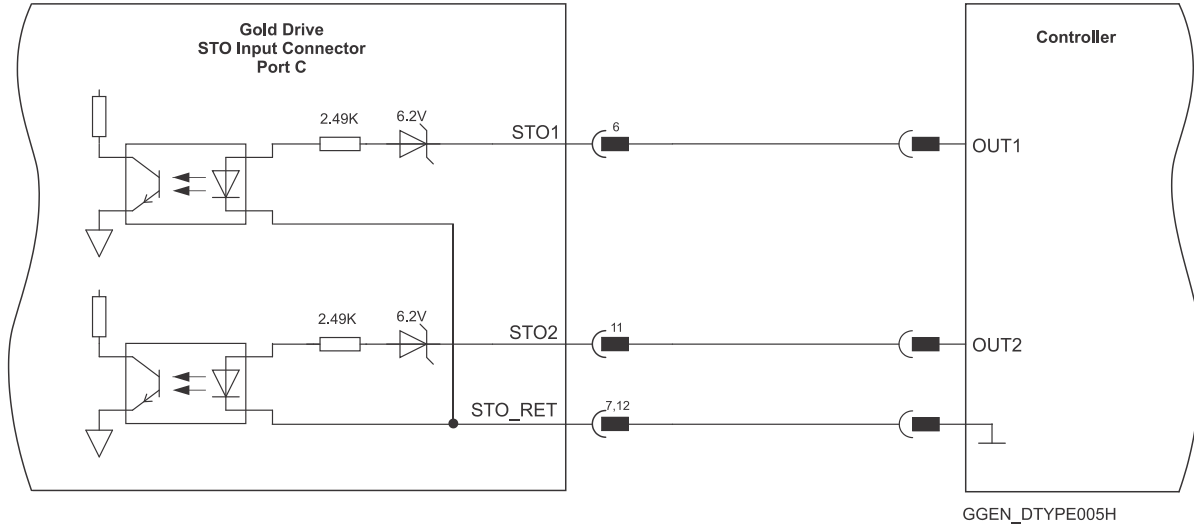 Gold Drive
STO Input Connector
Port C
Controller
2.49K
6.2V
STO1
6
OUT1
2.49K
6.2V
STO2
11
OUT2
STO_RET
7,12
GGEN_DTYPE005H